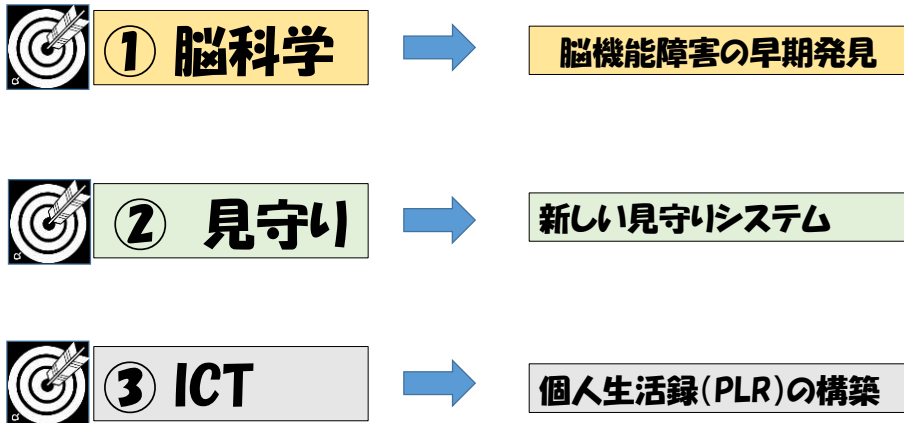 ① 脳科学
脳機能障害の早期発見
② 見守り
新しい見守りシステム
③ ICT
個人生活録(PLR)の構築